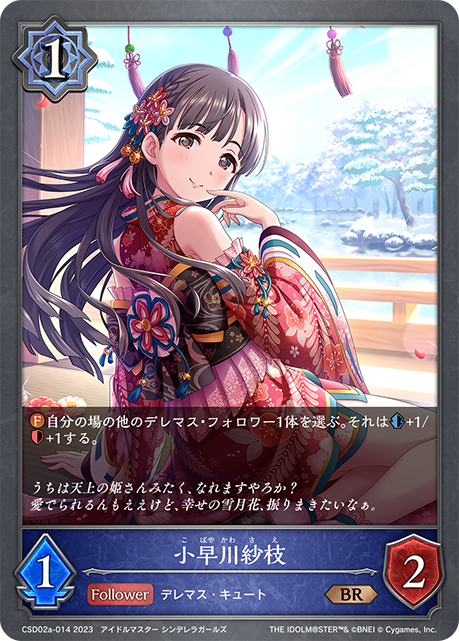 1
F 自分の場の他のデレマス・フォロワー1体を選ぶ。それは+1/
+1する。
うちは天上の姫さんみたく、なれますやろか?
愛でられるんもええけど、幸せの雪月花、振りまきたいなぁ。
こばやかわ さえ
小早川紗枝
1
Follower デレマス・キュート BR
2
CSD02a-014 2023 アイドルマスター シンデレラガールズ THE IDOLM@STER™& ©BNEI © Cygames, Inc.